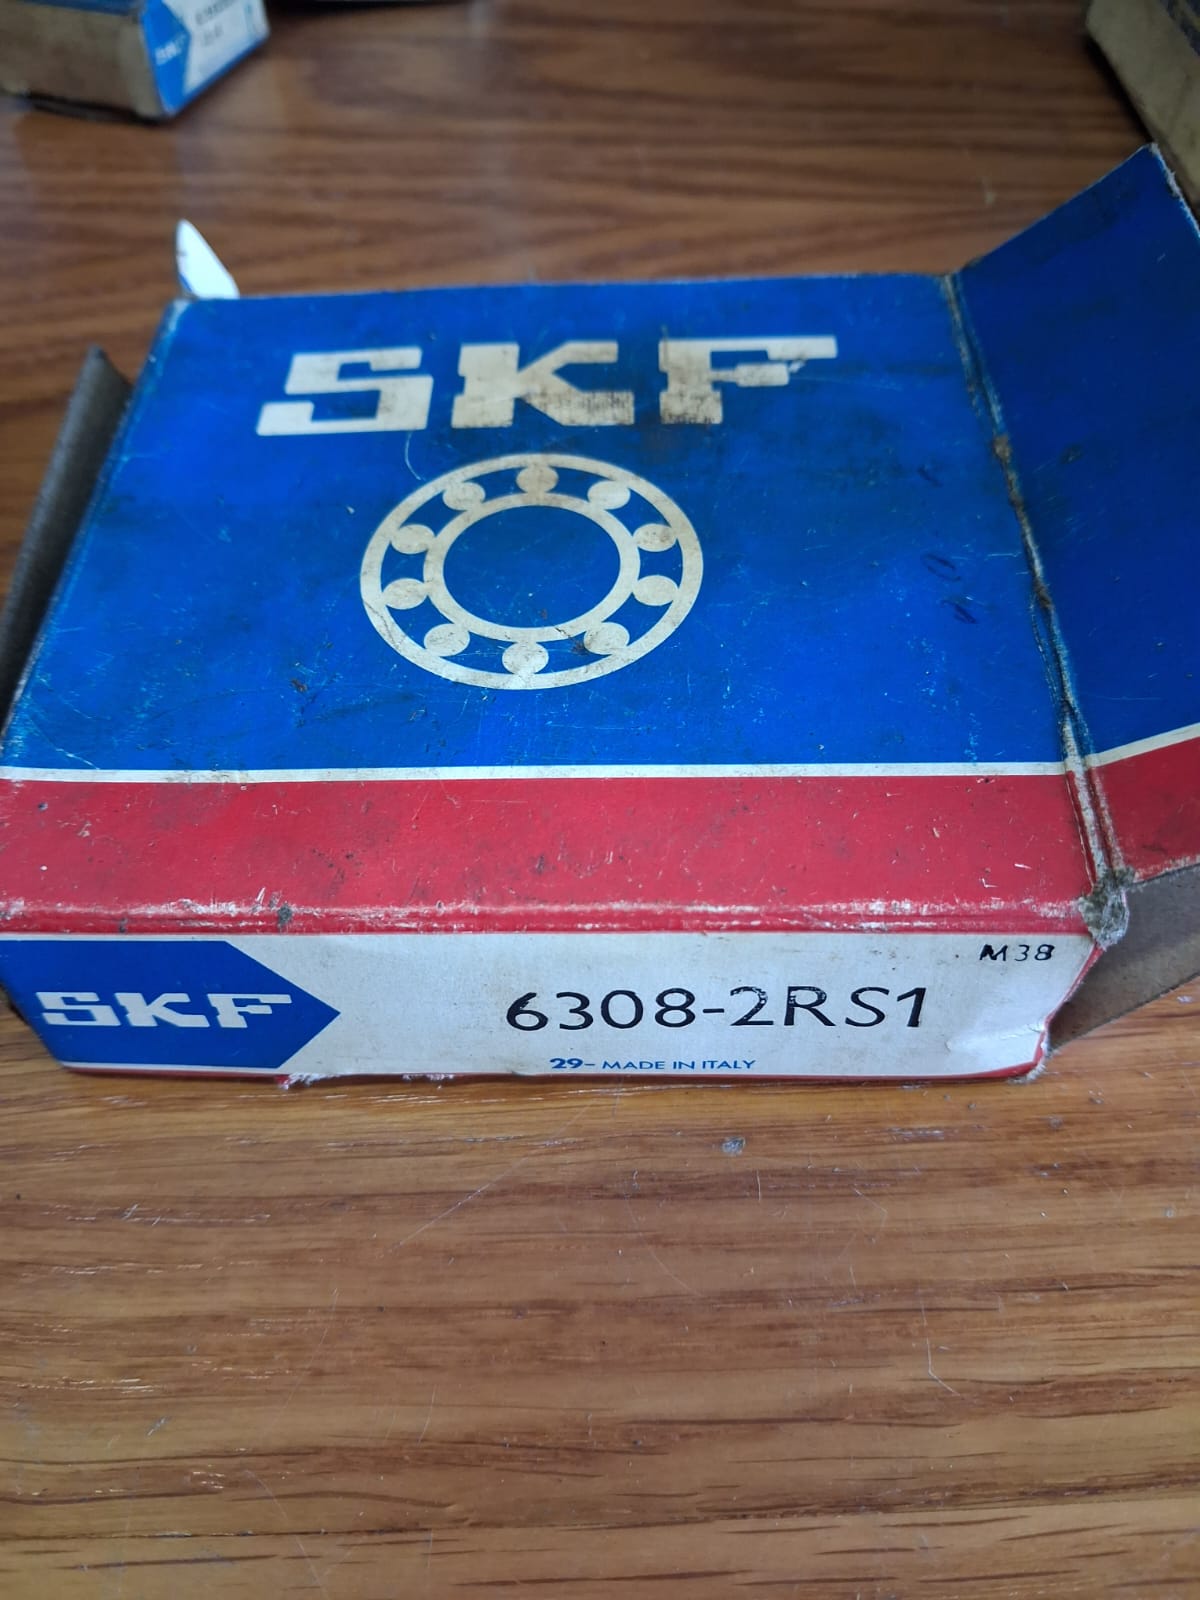 SKF
SKF
M38
6308-2RS1
29- MADE IN ITALY